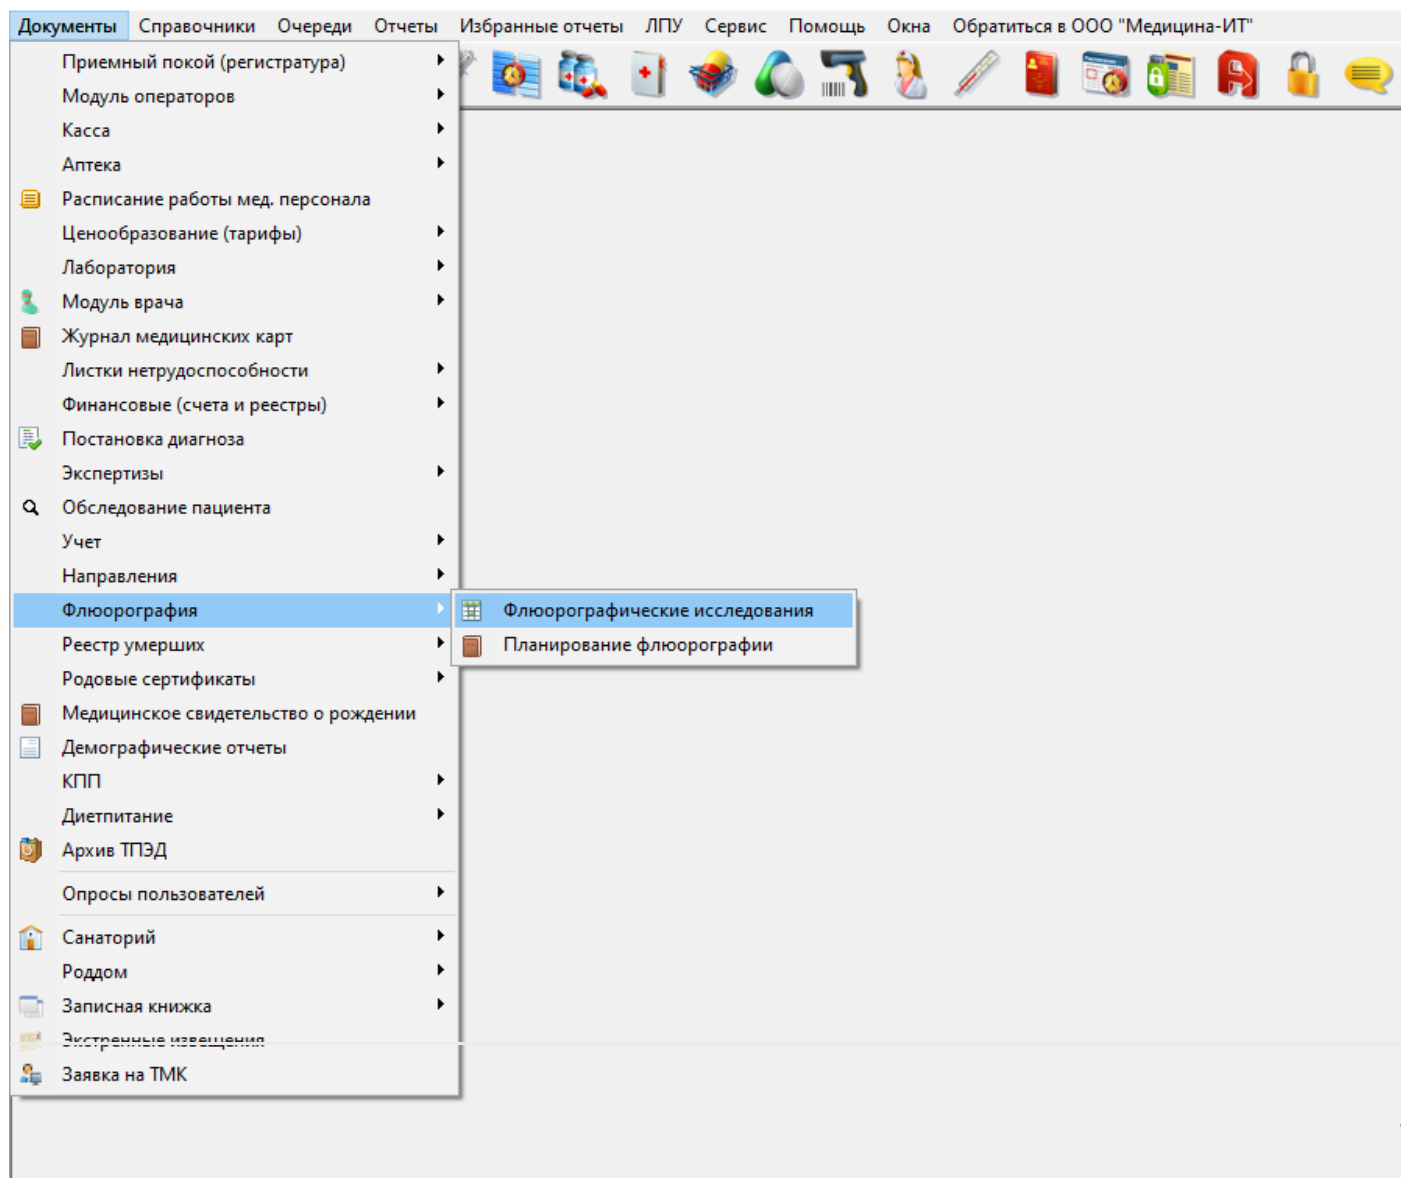 Документы Справочники Очереди Отчеты Избранные отчеты ЛПУ Сервис Помощь Окна Обратиться в ООО "Медицина-ИТ"
Приемный покой (регистратура)
Модуль операторов
Касса
Аптека
Расписание работы мед. персонала
Ценообразование (тарифы)
Лаборатория
Модуль врача
Журнал медицинских карт
Листки нетрудоспособности
Финансовые (счета и реестры)
Постановка диагноза
Экспертизы
Обследование пациента
Учет
Направления
Флюорография
Флюорографические исследования
Планирование флюорографии
Реестр умерших
Родовые сертификаты
Медицинское свидетельство о рождении
Демографические отчеты
КПП
Диетпитание
Архив ТПЭД
Опросы пользователей
Санаторий
Роддом
Записная книжка
Экстренные извещения
Заявка на ТМК